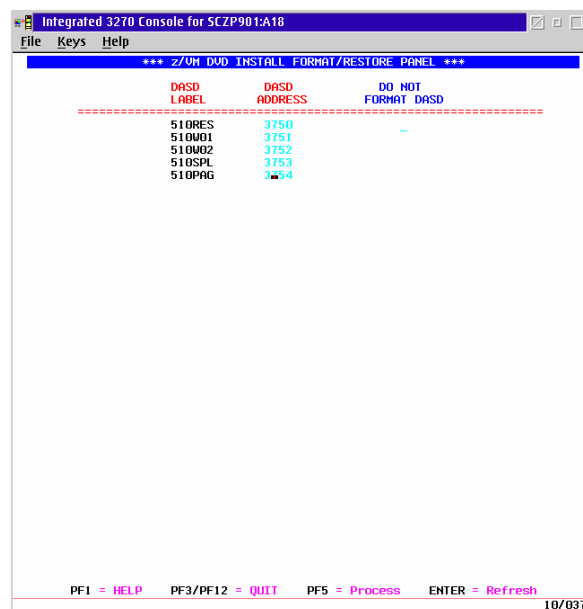 Integrated 3270 Console for SCZP901:A18
File Keys Help
*** z/VM DVD INSTALL FORMAT/RESTORE PANEL ***
DASD DASD DO NOT
LABEL ADDRESS FORMAT DASD
===============================================================
510RES 3750 _
510W01 3751
510W02 3752
510SPL 3753
510PAG 3754
PF1 = HELP PF3/PF12 = QUIT PF5 = Process ENTER = Refresh
10/037